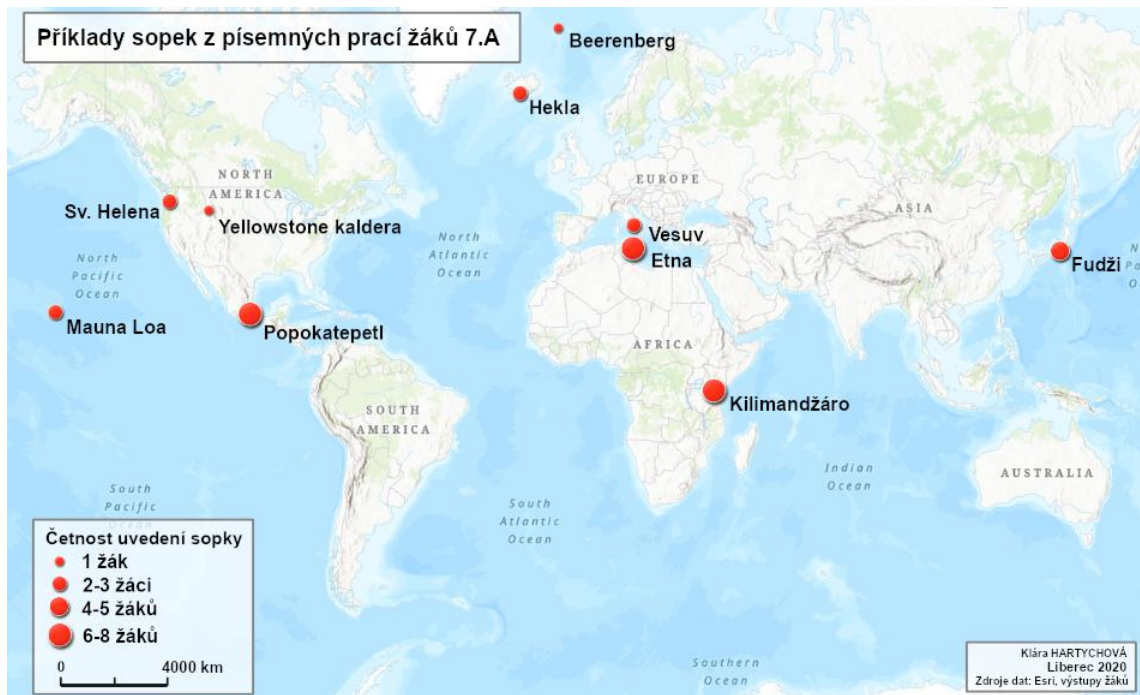 Příklady sopek z písemných prací žáků 7.A
Beerenberg
Hekla
NORTH
AMERICA
Sv. Helena
Yellowstone kaldera
EUROPE
ASIA
Vesuv
Etna
North
Atlantic
Ocean
North
Pacific
Ocean
Fudži
Mauna Loa
Popokatepetl
AFRICA
Kilimandžáro
SOUTH
AMERICA
Indian
Ocean
AUSTRALIA
South
Pacific
Ocean
South
Atlantic
Ocean
Četnost uvedení sopky
1 žák
2-3 žáci
4-5 žáků
6-8 žáků
0 4000 km
Southern
Ocean
Klára HARTYCHOVÁ
Liberec 2020
Zdroje dat: Esri, výstupy žáků